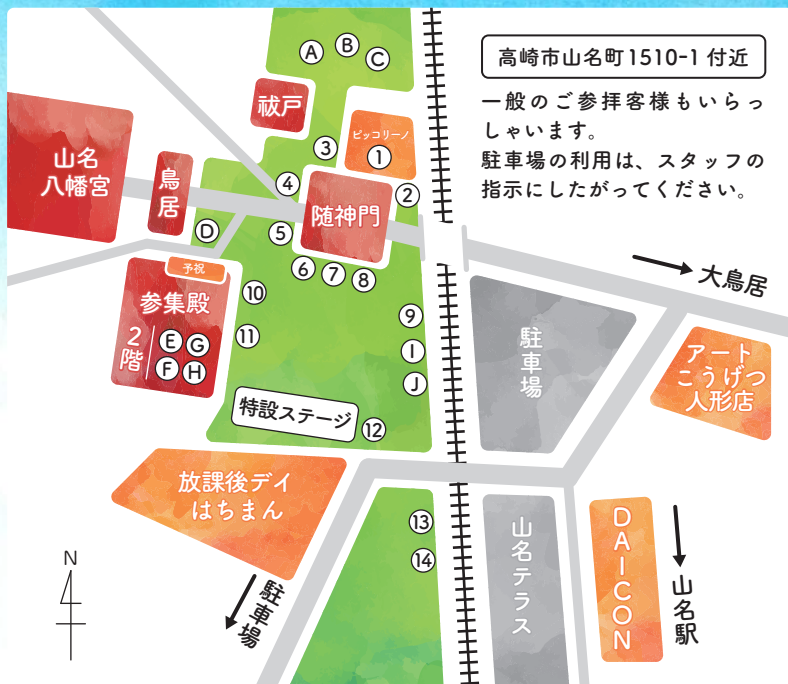 高崎市山名町1510-1 付近
一般のご参拝客様もいらっ
しゃいます。
駐車場の利用は、スタッフの
指示にしたがってください。
Ⓐ
Ⓑ
Ⓒ
祓戸
ピッコリーノ
①
③
②
山名
八幡宮
鳥居
④
随神門
Ⓓ
⑤
⑥
⑦
⑧
大鳥居
予祝
参集殿
2階
Ⓔ Ⓖ
Ⓕ Ⓗ
⑩
⑪
⑨
Ⓘ
Ⓙ
駐車場
アート
こうげつ
人形店
特設ステージ
⑫
放課後デイ
はちまん
⑬
⑭
山名テラス
DAICON
山名駅
駐車場
N